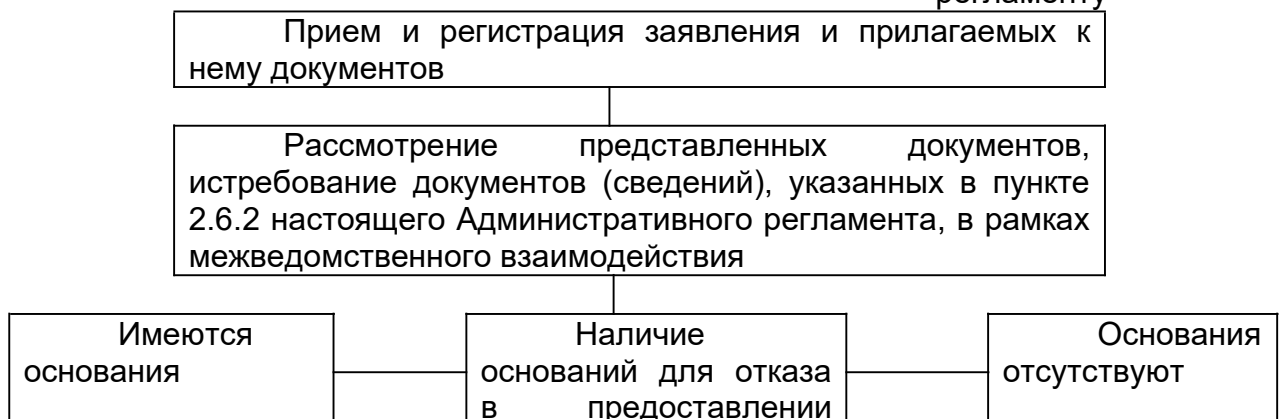 регламенту
Прием и регистрация заявления и прилагаемых к
нему документов
Рассмотрение представленных документов,
истребование документов (сведений), указанных в пункте
2.6.2 настоящего Административного регламента, в рамках
межведомственного взаимодействия
Имеются
основания
Наличие
оснований для отказа
в предоставлении
Основания
отсутствуют